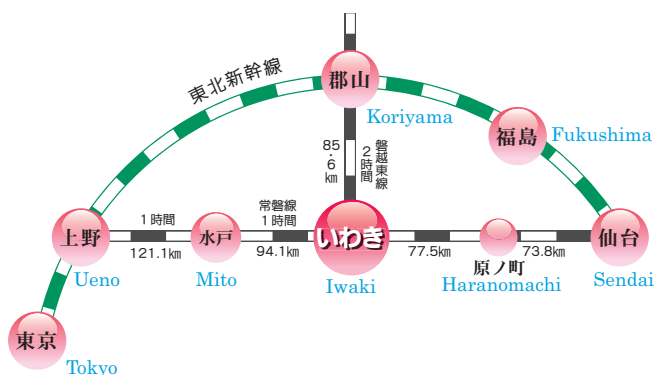 東北新幹線
郡山
Koriyama
福島
Fukushima
85・6㎞
磐越東線
2時間
上野
Ueno
1時間
121.1㎞
水戸
Mito
常磐線
1時間
94.1㎞
いわき
Iwaki
77.5㎞
原ノ町
Haranomachi
73.8㎞
仙台
Sendai
東京
Tokyo